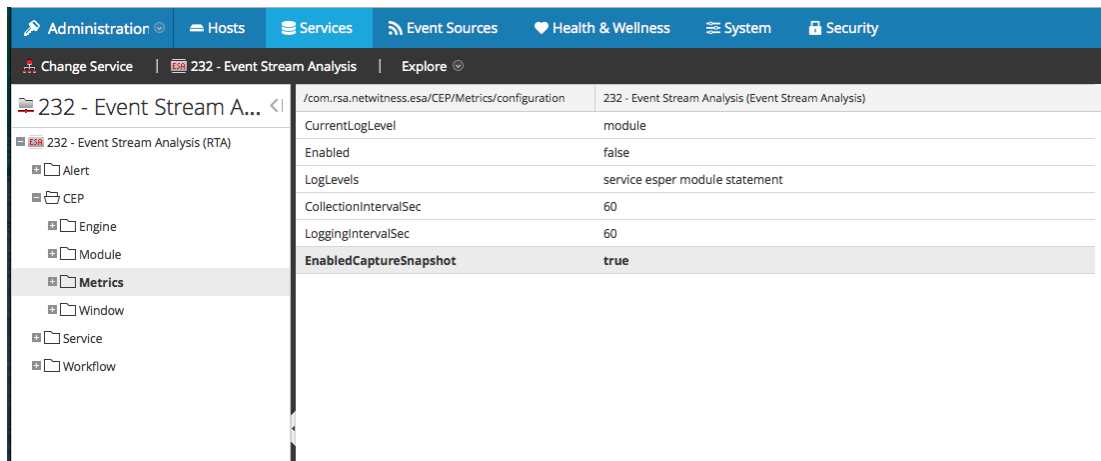 Administration Hosts Services Event Sources Health & Wellness System Security
Change Service | ESA 232 - Event Stream Analysis | Explore
232 - Event Stream A...
/com.rsa.netwitness.esa/CEP/Metrics/configuration 232 - Event Stream Analysis (Event Stream Analysis)
ESA 232 - Event Stream Analysis (RTA)
Alert
CEP
Engine
Module
Metrics
Window
Service
Workflow
CurrentLogLevel module
Enabled false
LogLevels service esper module statement
CollectionIntervalSec 60
LoggingIntervalSec 60
EnabledCaptureSnapshot true